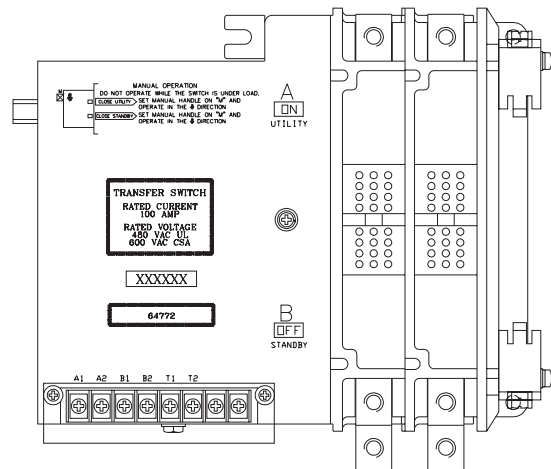 MANUAL OPERATION
DO NOT OPERATE WHILE THE SWITCH IS UNDER LOAD.
CLOSE UTILITY SET MANUAL HANDLE ON "M" AND
OPERATE IN THE DIRECTION
CLOSE STANDBY SET MANUAL HANDLE ON "M" AND
OPERATE IN THE DIRECTION
A
ON
UTILITY
TRANSFER SWITCH
RATED CURRENT
100 AMP
RATED VOLTAGE
480 VAC UL
600 VAC CSA
XXXXXX
64772
B
OFF
STANDBY
A1 A2 B1 B2 T1 T2